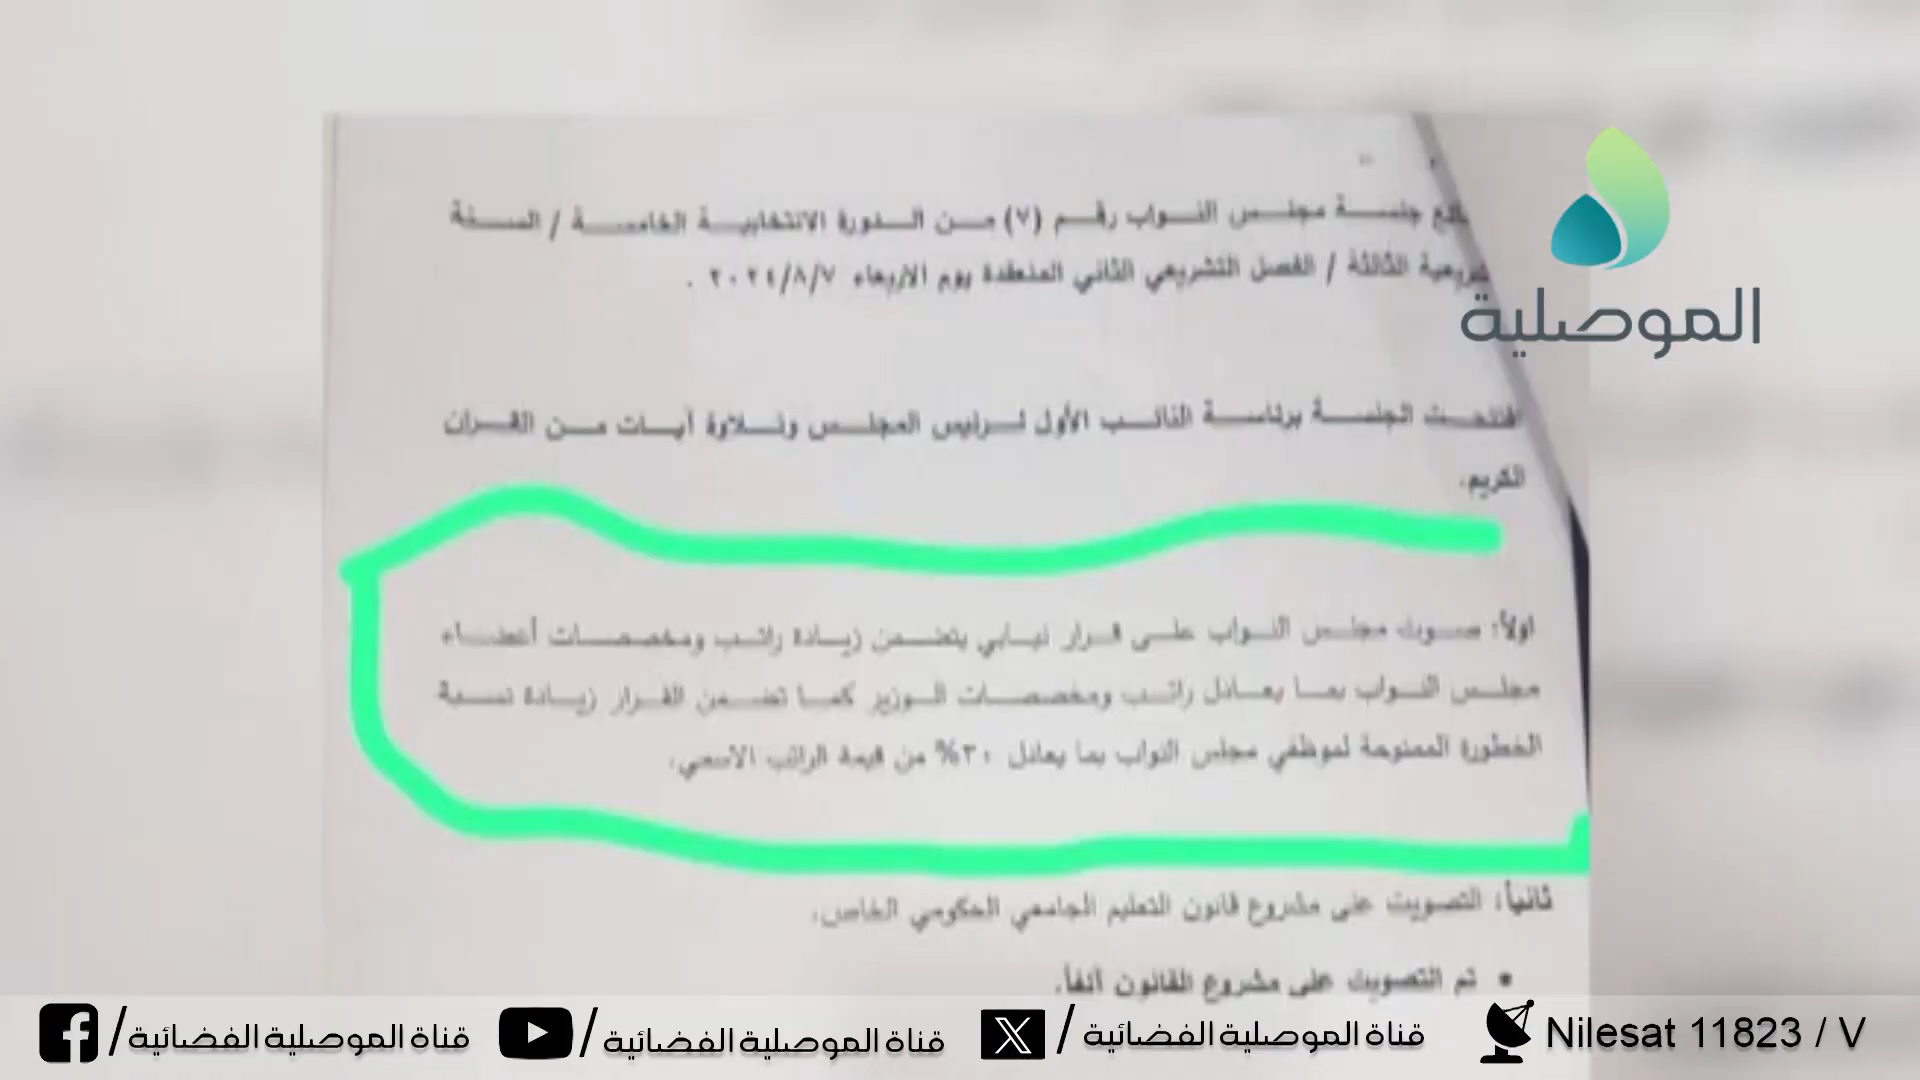 جلسة مجلس النواب رقم (٧) من الدورة الانتخابية الخامسة / السنة
الثالثة / الفصل التشريعي الثاني المنعقدة يوم الاربعاء ٢٠٢٤/٨/٧ .
الموصلية
افتتحت الجلسة برئاسة النائب الأول لرئيس المجلس وتلاوة آيات من القران
الكريم.
اولاً: صوت مجلس النواب على قرار نيابي يتضمن زيادة راتب ومخصصات أعضاء
مجلس النواب بما يعادل راتب ومخصصات الوزير كما تضمن القرار زيادة نسبة
الخطورة الممنوحة لموظفي مجلس النواب بما يعادل ٣٠% من قيمة الراتب الاسمي.
ثانياً: التصويت على مشروع قانون التعليم الجامعي الحكومي الخاص.
• تم التصويت على مشروع القانون آنفاً.
/قناة الموصلية الفضائية
/قناة الموصلية الفضائية
/قناة الموصلية الفضائية
Nilesat 11823 / V